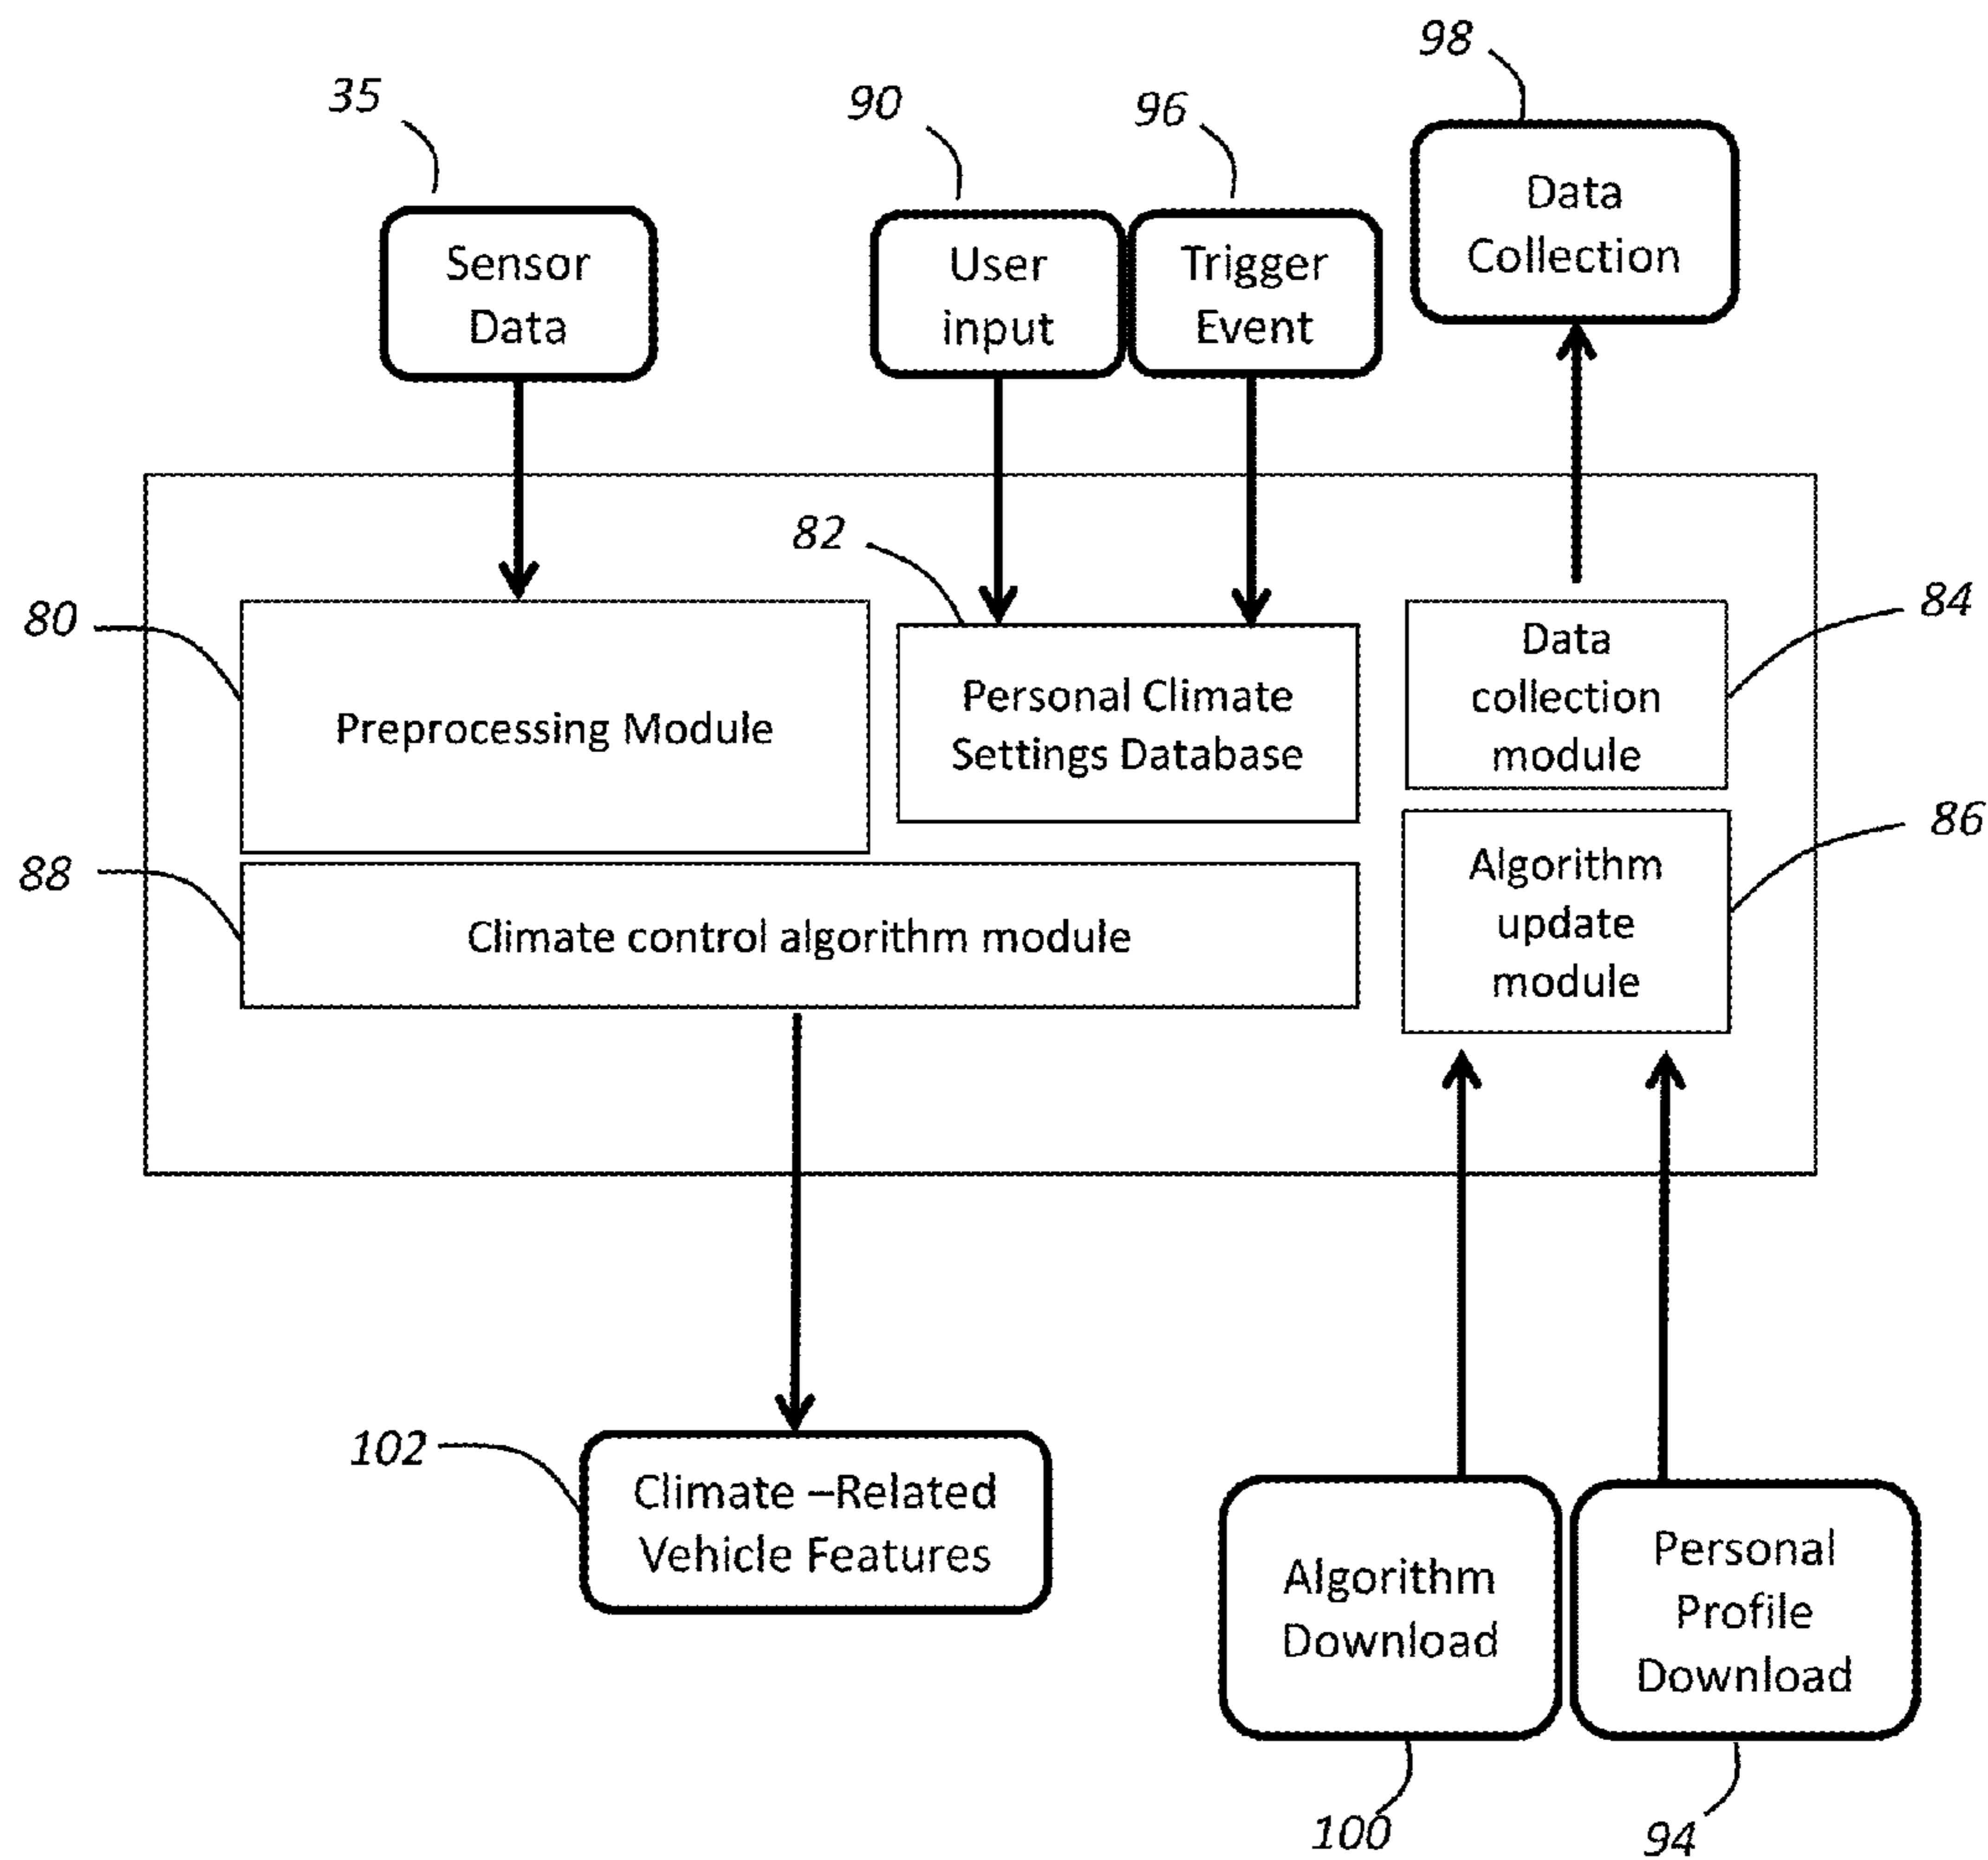 98
35
90
96
Data
Collection
Sensor
Data
User
input
Trigger
Event
82
80
84
Preprocessing Module
Personal Climate
Settings Database
Data
collection
module
86
88
Climate control algorithm module
Algorithm
update
module
102
Climate –Related
Vehicle Features
Algorithm
Download
Personal
Profile
Download
100
94